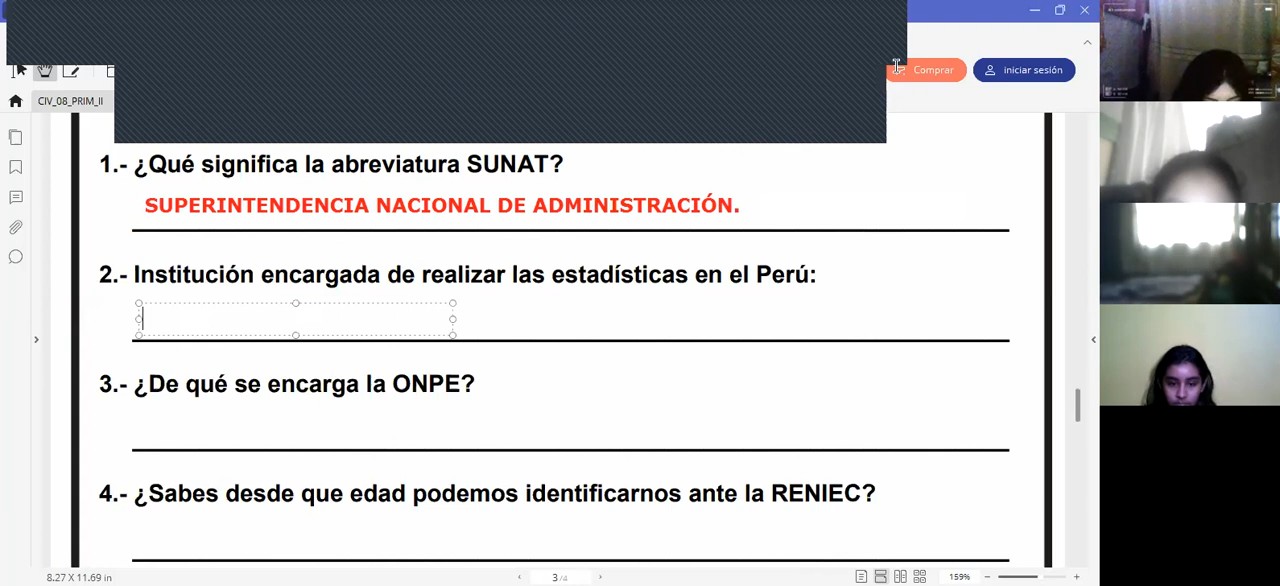 Comprar
iniciar sesión
CIV_08_PRIM_II
1.- ¿Qué significa la abreviatura SUNAT?
SUPERINTENDENCIA NACIONAL DE ADMINISTRACIÓN.
2.- Institución encargada de realizar las estadísticas en el Perú:
3.- ¿De qué se encarga la ONPE?
4.- ¿Sabes desde que edad podemos identificarnos ante la RENIEC?
8.27 X 11.69 in
3 /4
159%